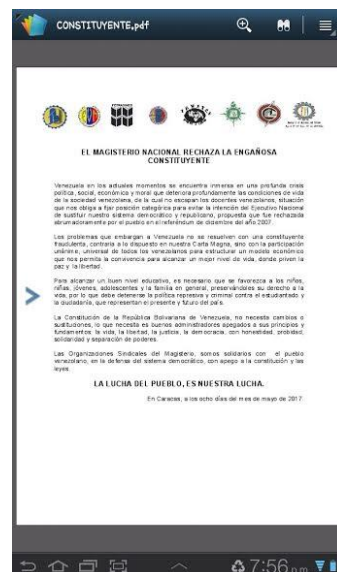 CONSTITUYENTE.pdf
EL MAGISTERIO NACIONAL RECHAZA LA ENGAÑOSA
CONSTITUYENTE
Venezuela en los actuales momentos se encuentra inmersa en una profunda crisis
política, social, económica y moral que deteriora profundamente las condiciones de vida
de la sociedad venezolana, de la cual no escapan los docentes venezolanos, situación
que nos obliga a fijar posición categórica para evitar la intención del Ejecutivo Nacional
de sustituir nuestro sistema democrático y republicano, propuesta que fue rechazada
abrumadoramente por el pueblo en el referéndum de diciembre del año 2007.
Los problemas que embargan a Venezuela no se resuelven con una constituyente
fraudulenta, contraria a lo dispuesto en nuestra Carta Magna, sino con la participación
unánime, universal de todos los venezolanos para estructurar un modelo económico
que nos permita la convivencia para alcanzar un mejor nivel de vida, donde priven la
paz y la libertad.
Para alcanzar un buen nivel educativo, es necesario que se favorezca a los niños,
niñas, jóvenes, adolescentes y la familia en general, preservándoles su derecho a la
vida, por lo que debe detenerse la política represiva y criminal contra el estudiantado y
la ciudadanía, que representan el presente y futuro del país.
La Constitución de la República Bolivariana de Venezuela, no necesita cambios o
sustituciones, lo que necesita es buenos administradores apegados a sus principios y
fundamentos: la vida, la libertad, la justicia, la democracia, con honestidad, probidad,
solidaridad y separación de poderes.
Las Organizaciones Sindicales del Magisterio, somos solidarios con el pueblo
venezolano, en la defensa del sistema democrático, con apego a la constitución y las
leyes.
LA LUCHA DEL PUEBLO, ES NUESTRA LUCHA.
En Caracas, a los ocho días del mes de mayo de 2017.
7:56 p.m.